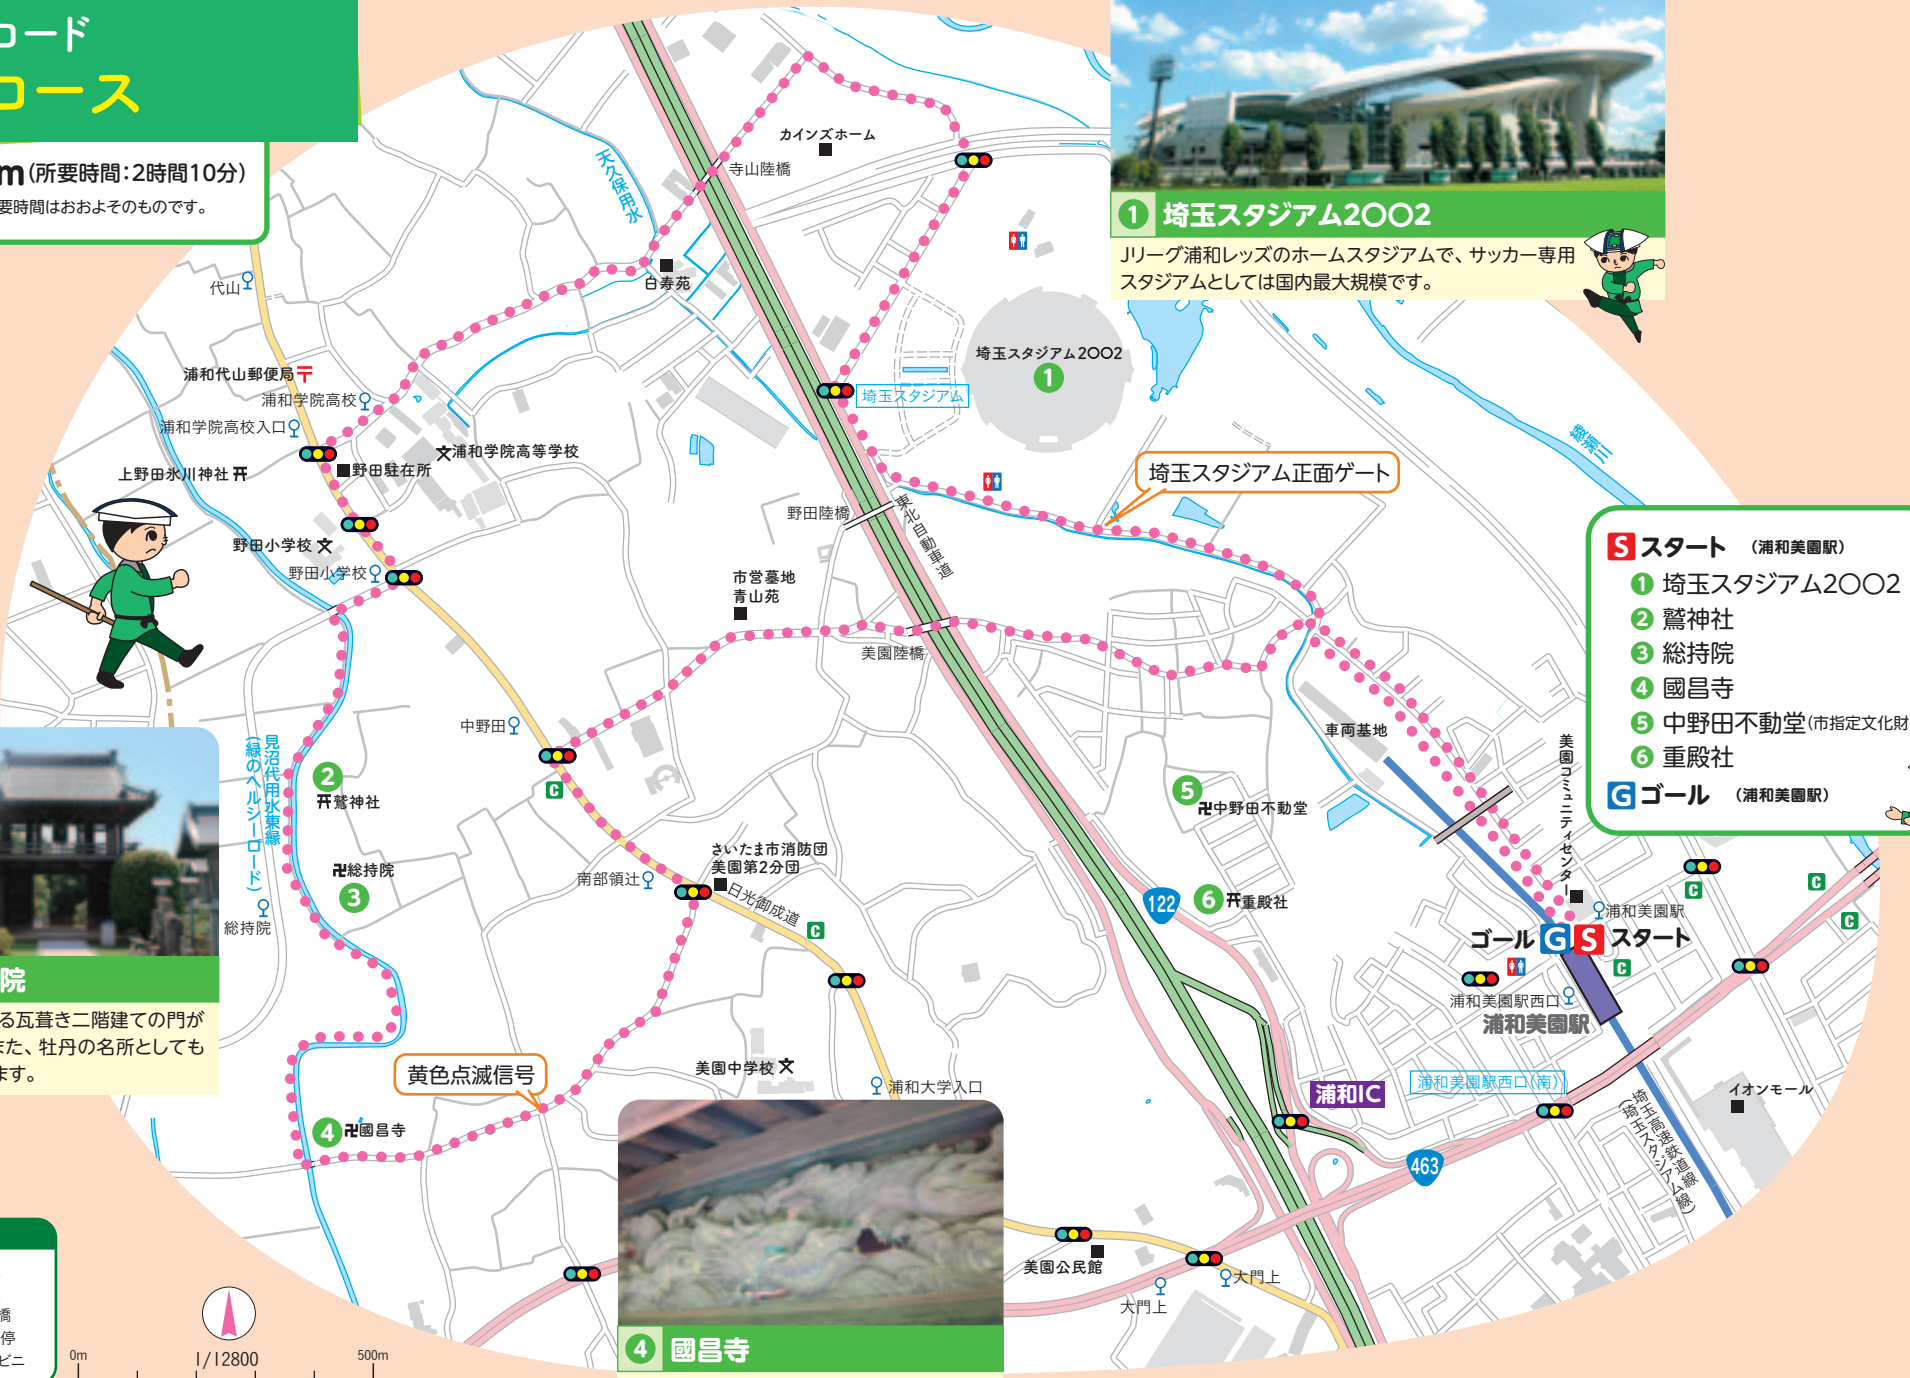 コード
コース
m(所要時間:2時間10分)
要時間はおおよそのものです。
1 埼玉スタジアム2〇〇2
Jリーグ浦和レッズのホームスタジアムで、サッカー専用
スタジアムとしては国内最大規模です。
カインズホーム
寺山陸橋
天久保用水
白寿苑
代山
浦和代山郵便局
浦和学院高校
浦和学院高校入口
上野田氷川神社
野田駐在所
浦和学院高等学校
野田小学校
野田小学校
埼玉スタジアム2〇〇2
1
埼玉スタジアム
埼玉スタジアム正面ゲート
綾瀬川
野田陸橋
東北自動車道
市営墓地
青山苑
美園陸橋
S スタート (浦和美園駅)
1 埼玉スタジアム2〇〇2
2 鷲神社
3 総持院
4 國昌寺
5 中野田不動堂(市指定文化財
6 重殿社
G ゴール (浦和美園駅)
中野田
車両基地
美園コミュニティセンター
見沼代用水東縁
(緑のヘルシーロード)
2
鷲神社
総持院
3
総持院
C
5
中野田不動堂
さいたま市消防団
美園第2分団
南部領辻
日光御成道
C
122
6 重殿社
C
C
C
浦和美園駅
ゴール G S スタート
C
浦和美園駅西口
浦和美園駅
院
る瓦葺き二階建ての門が
また、牡丹の名所としても
ます。
黄色点滅信号
美園中学校
浦和大学入口
浦和IC
浦和美園駅西口(南)
イオンモール
4 國昌寺
463
埼玉高速鉄道線
(埼玉スタジアム線)
美園公民館
大門上
大門上
4 國昌寺
橋
停
ビニ
0m
1/12800
500m